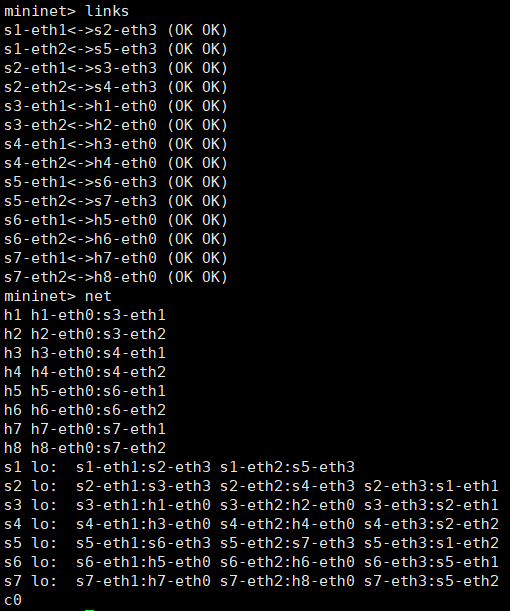 mininet> links
s1-eth1<->s2-eth3 (OK OK)
s1-eth2<->s5-eth3 (OK OK)
s2-eth1<->s3-eth3 (OK OK)
s2-eth2<->s4-eth3 (OK OK)
s3-eth1<->h1-eth0 (OK OK)
s3-eth2<->h2-eth0 (OK OK)
s4-eth1<->h3-eth0 (OK OK)
s4-eth2<->h4-eth0 (OK OK)
s5-eth1<->s6-eth3 (OK OK)
s5-eth2<->s7-eth3 (OK OK)
s6-eth1<->h5-eth0 (OK OK)
s6-eth2<->h6-eth0 (OK OK)
s7-eth1<->h7-eth0 (OK OK)
s7-eth2<->h8-eth0 (OK OK)
mininet> net
h1 h1-eth0:s3-eth1
h2 h2-eth0:s3-eth2
h3 h3-eth0:s4-eth1
h4 h4-eth0:s4-eth2
h5 h5-eth0:s6-eth1
h6 h6-eth0:s6-eth2
h7 h7-eth0:s7-eth1
h8 h8-eth0:s7-eth2
s1 lo:  s1-eth1:s2-eth3 s1-eth2:s5-eth3
s2 lo:  s2-eth1:s3-eth3 s2-eth2:s4-eth3 s2-eth3:s1-eth1
s3 lo:  s3-eth1:h1-eth0 s3-eth2:h2-eth0 s3-eth3:s2-eth1
s4 lo:  s4-eth1:h3-eth0 s4-eth2:h4-eth0 s4-eth3:s2-eth2
s5 lo:  s5-eth1:s6-eth3 s5-eth2:s7-eth3 s5-eth3:s1-eth2
s6 lo:  s6-eth1:h5-eth0 s6-eth2:h6-eth0 s6-eth3:s5-eth1
s7 lo:  s7-eth1:h7-eth0 s7-eth2:h8-eth0 s7-eth3:s5-eth2
c0